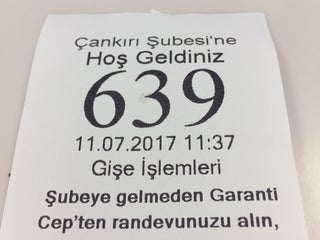 Çankırı Şubesi'ne
Hoş Geldiniz
639
11.07.2017 11:37
Gişe İşlemleri
Şubeye gelmeden Garanti
Cep'ten randevunuzu alın,